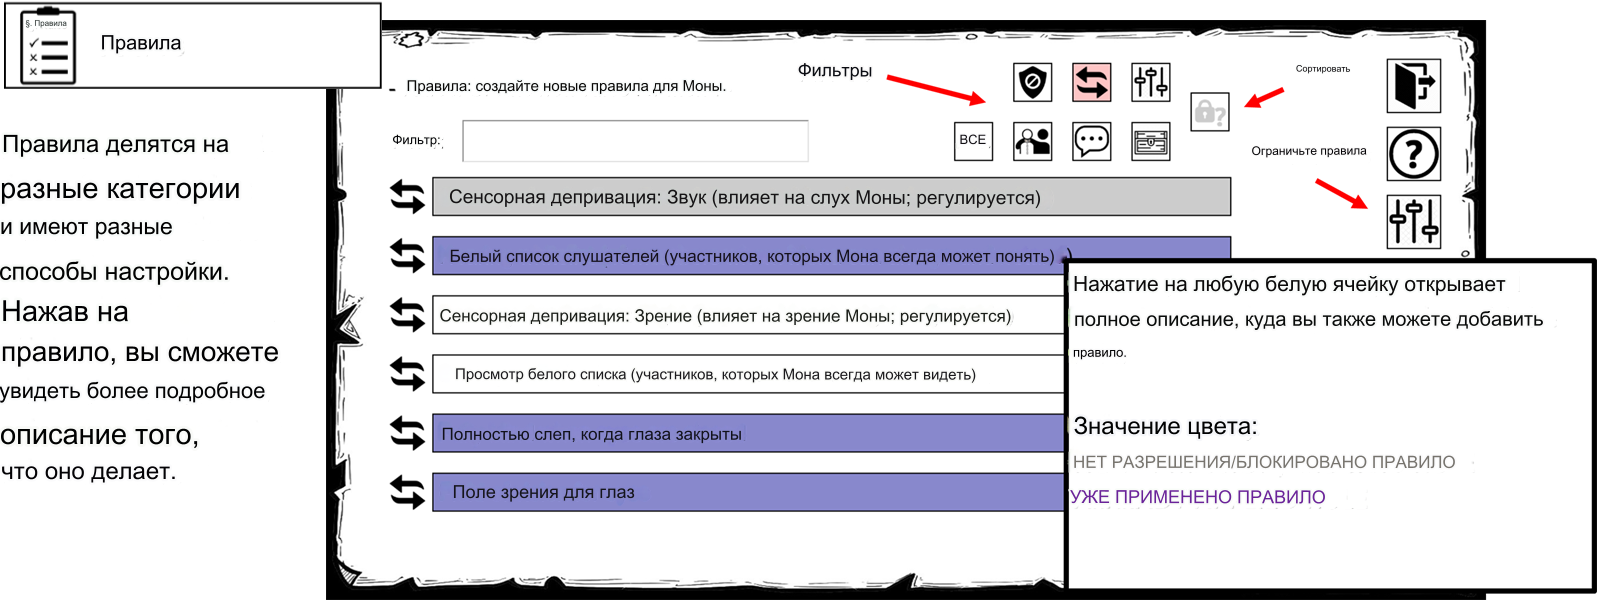 §. Правила
Правила
Правила делятся на
разные категории
и имеют разные
способы настройки.
Нажав на
правило, вы сможете
увидеть более подробное
описание того,
что оно делает.
- Правила: создайте новые правила для Моны.
Фильтры
Сортировать
Фильтр:
ВСЕ
Ограничьте правила
Сенсорная депривация: Звук (влияет на слух Моны; регулируется)
Белый список слушателей (участников, которых Мона всегда может понять) )
Сенсорная депривация: Зрение (влияет на зрение Моны; регулируется)
Просмотр белого списка (участников, которых Мона всегда может видеть)
Полностью слеп, когда глаза закрыты
Поле зрения для глаз
Нажатие на любую белую ячейку открывает
полное описание, куда вы также можете добавить
правило.
Значение цвета:
НЕТ РАЗРЕШЕНИЯ/БЛОКИРОВАНО ПРАВИЛО
УЖЕ ПРИМЕНЕНО ПРАВИЛО